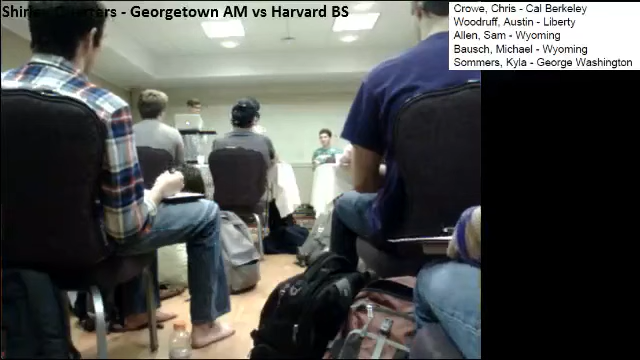 Shirley Quarters - Georgetown AM vs Harvard BS
Crowe, Chris - Cal Berkeley
Woodruff, Austin - Liberty
Allen, Sam - Wyoming
Bausch, Michael - Wyoming
Sommers, Kyla - George Washington